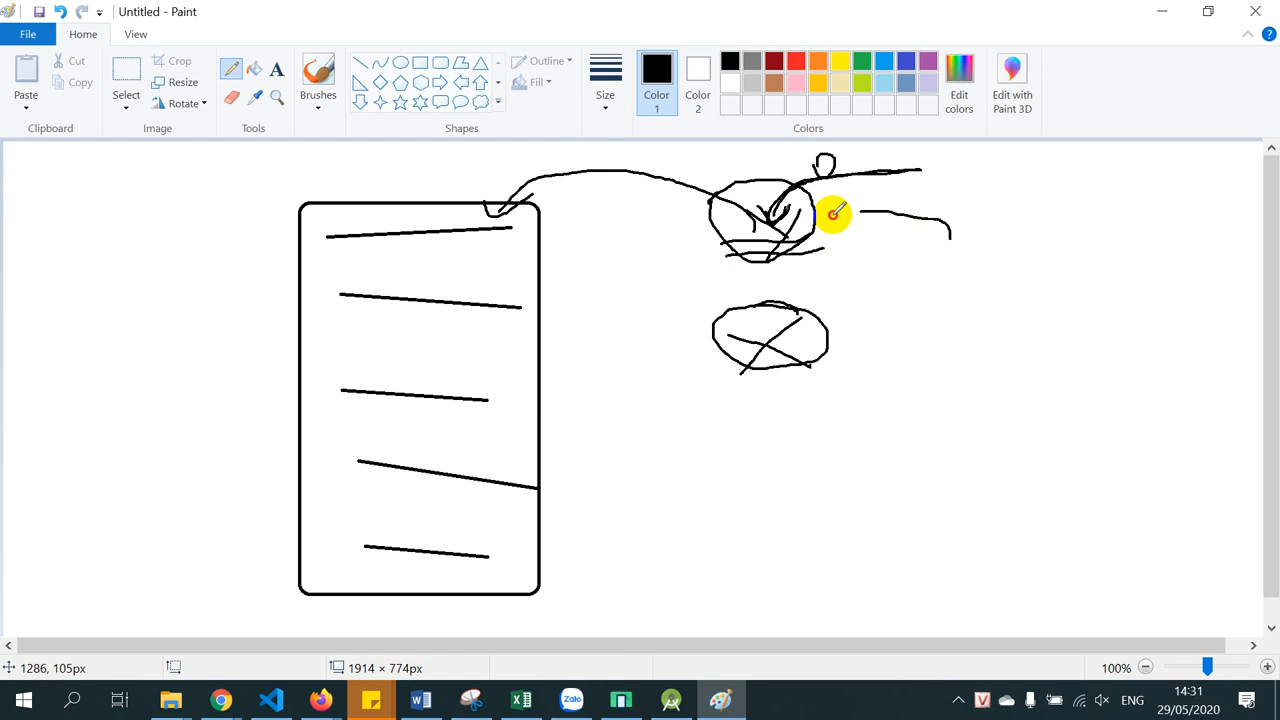 Untitled - Paint
File
Home
View
Paste
Cut
Copy
Clipboard
Select
Crop
Resize
Rotate
Image
A
Tools
Brushes
Outline
Fill
Shapes
Size
Color 1
Color 2
Edit colors
Colors
Edit with Paint 3D
1286, 105px
1914 × 774px
100%
ENG
14:31
29/05/2020
Zalo